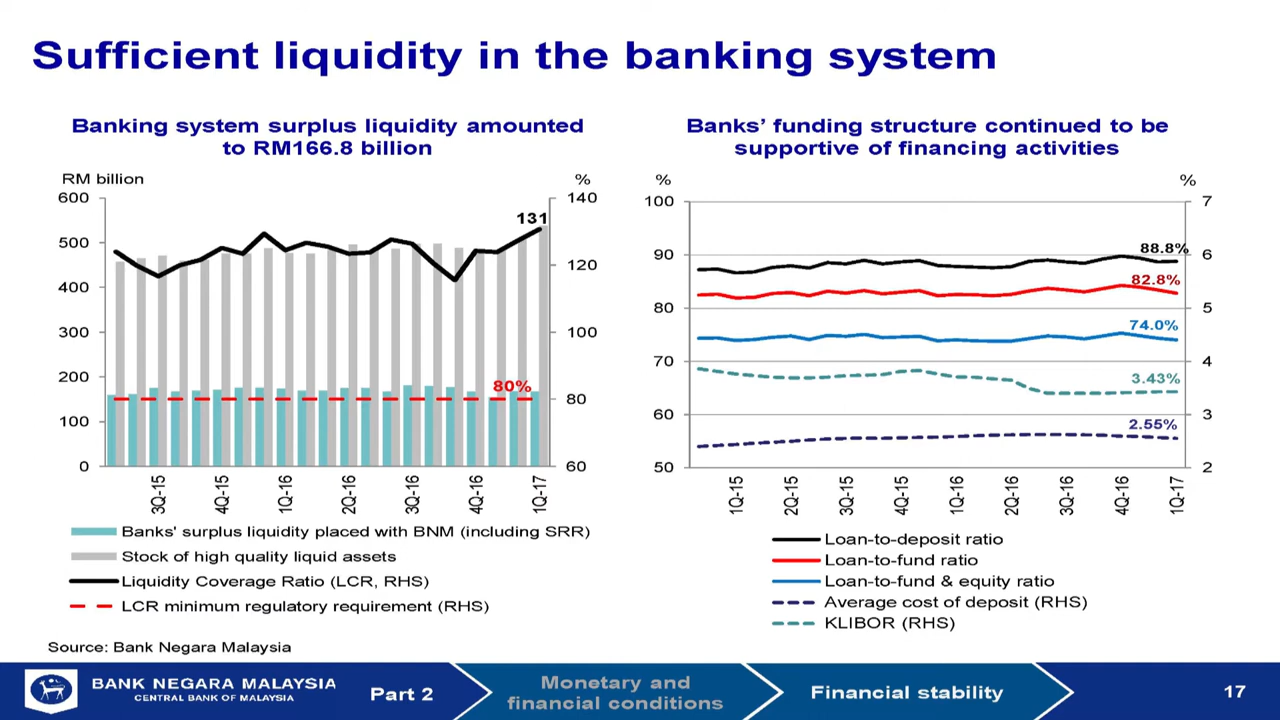 Sufficient liquidity in the banking system
Banking system surplus liquidity amounted
to RM166.8 billion
RM billion
%
600
500
400
300
200
100
0
140
120
100
80
60
131
80%
3Q-15
4Q-15
1Q-16
2Q-16
3Q-16
4Q-16
1Q-17
Banks' surplus liquidity placed with BNM (including SRR)
Stock of high quality liquid assets
Liquidity Coverage Ratio (LCR, RHS)
LCR minimum regulatory requirement (RHS)
Banks’ funding structure continued to be
supportive of financing activities
%
%
100
90
80
70
60
50
7
6
5
4
3
2
88.8%
82.8%
74.0%
3.43%
2.55%
1Q-15
2Q-15
3Q-15
4Q-15
1Q-16
2Q-16
3Q-16
4Q-16
1Q-17
Loan-to-deposit ratio
Loan-to-fund ratio
Loan-to-fund & equity ratio
Average cost of deposit (RHS)
KLIBOR (RHS)
Source: Bank Negara Malaysia
BANK NEGARA MALAYSIA
CENTRAL BANK OF MALAYSIA
Part 2
Monetary and
financial conditions
Financial stability
17